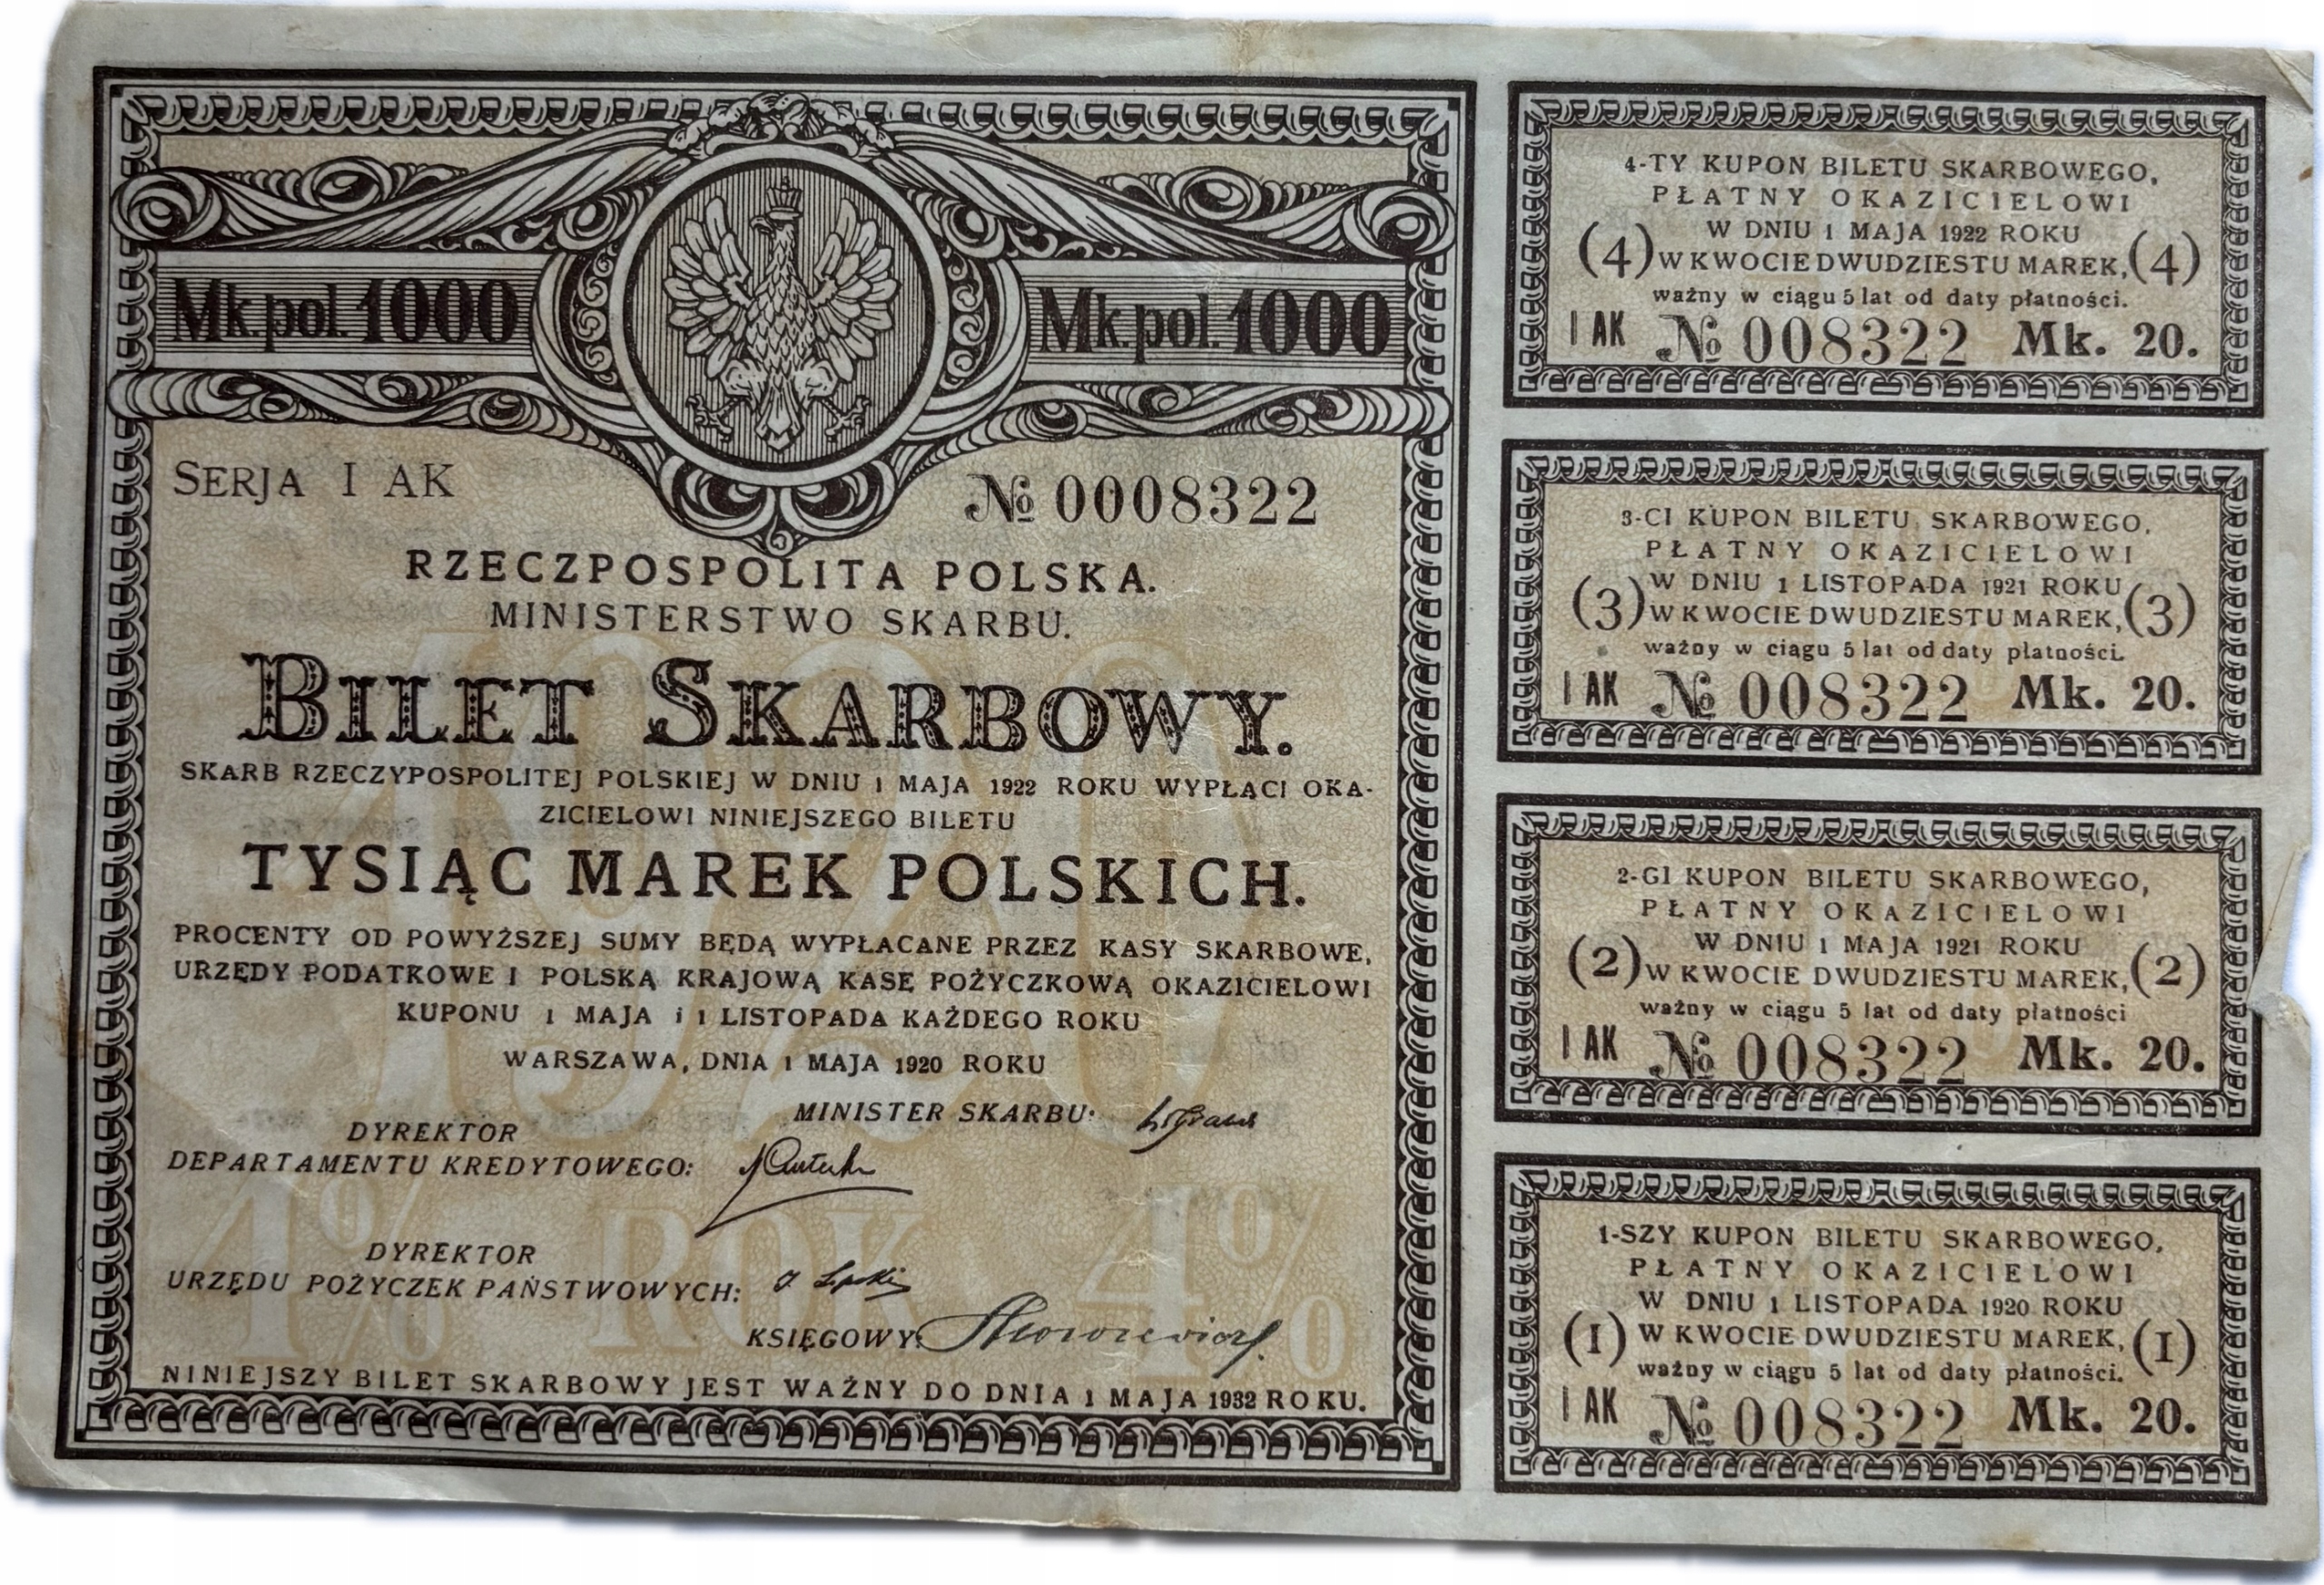 Mk. pol. 1000
Mk. pol. 1000
SERJA I AK
№ 0008322
RZECZPOSPOLITA POLSKA.
MINISTERSTWO SKARBU.
BILET SKARBOWY.
SKARB RZECZYPOSPOLITEJ POLSKIEJ W DNIU 1 MAJA 1922 ROKU WYPŁACI OKA-
ZICIELOWI NINIEJSZEGO BILETU
TYSIĄC MAREK POLSKICH.
PROCENTY OD POWYŻSZEJ SUMY BĘDĄ WYPŁACANE PRZEZ KASY SKARBOWE,
URZĘDY PODATKOWE I POLSKĄ KRAJOWĄ KASĘ POŻYCZKOWĄ OKAZICIELOWI
KUPONU 1 MAJA i 1 LISTOPADA KAŻDEGO ROKU
WARSZAWA, DNIA 1 MAJA 1920 ROKU
MINISTER SKARBU:
DYREKTOR
DEPARTAMENTU KREDYTOWEGO:
DYREKTOR
URZĘDU POŻYCZEK PAŃSTWOWYCH:
KSIĘGOWY:
NINIEJSZY BILET SKARBOWY JEST WAŻNY DO DNIA 1 MAJA 1932 ROKU.
1920
4% ROK 4%
4-TY KUPON BILETU SKARBOWEGO,
PŁATNY OKAZICIELOWI
W DNIU 1 MAJA 1922 ROKU
(4) W KWOCIE DWUDZIESTU MAREK, (4)
ważny w ciągu 5 lat od daty płatności.
I AK № 008322 Mk. 20.
3-CI KUPON BILETU SKARBOWEGO,
PŁATNY OKAZICIELOWI
W DNIU 1 LISTOPADA 1921 ROKU
(3) W KWOCIE DWUDZIESTU MAREK, (3)
ważny w ciągu 5 lat od daty płatności.
I AK № 008322 Mk. 20.
2-GI KUPON BILETU SKARBOWEGO,
PŁATNY OKAZICIELOWI
W DNIU 1 MAJA 1921 ROKU
(2) W KWOCIE DWUDZIESTU MAREK, (2)
ważny w ciągu 5 lat od daty płatności
I AK № 008322 Mk. 20.
1-SZY KUPON BILETU SKARBOWEGO,
PŁATNY OKAZICIELOWI
W DNIU 1 LISTOPADA 1920 ROKU
(1) W KWOCIE DWUDZIESTU MAREK, (1)
ważny w ciągu 5 lat od daty płatności.
I AK № 008322 Mk. 20.